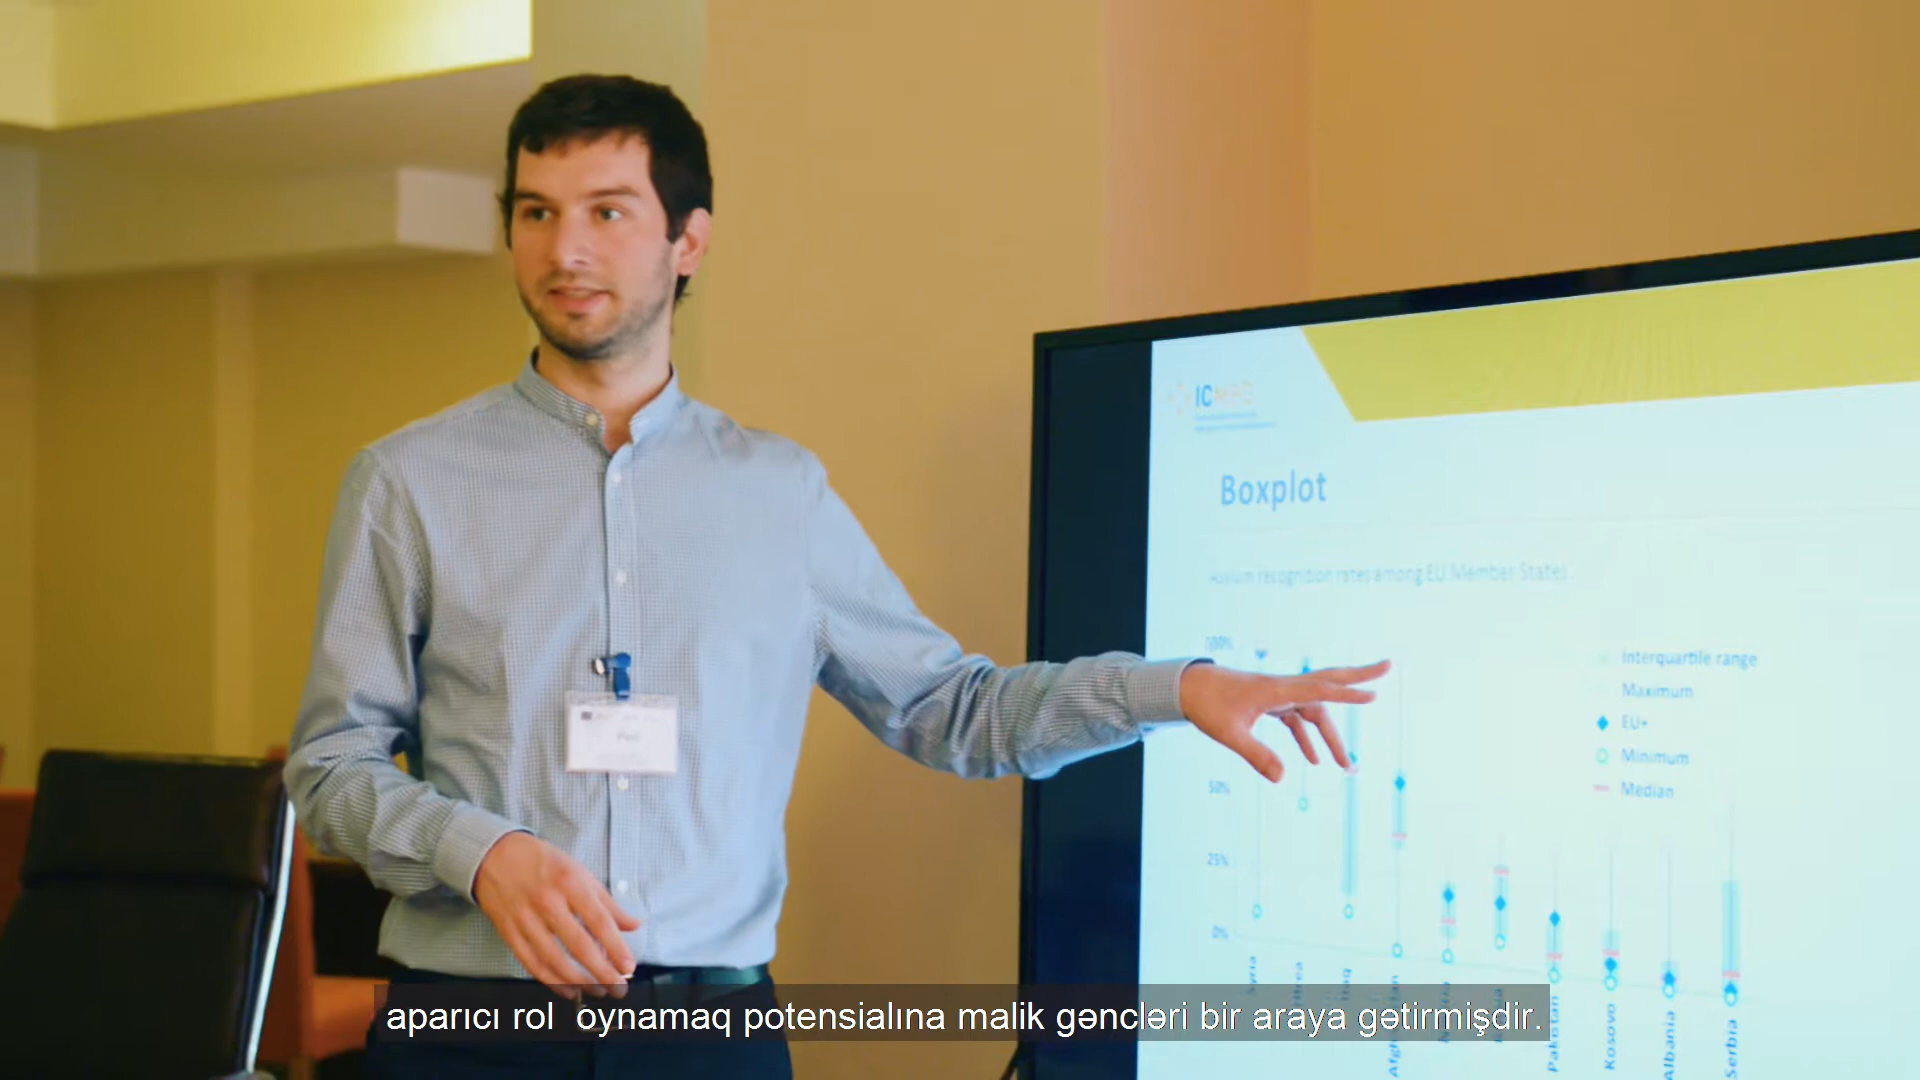 ICMPD
Boxplot
Asylum recognition rates among EU Member States
100%
Interquartile range
Maximum
EU+
Minimum
Median
50%
25%
0%
Syria
Iraq
Pakistan
Kosovo
Albania
Serbia
aparıcı rol oynamaq potensialına malik gəncləri bir araya gətirmişdir.